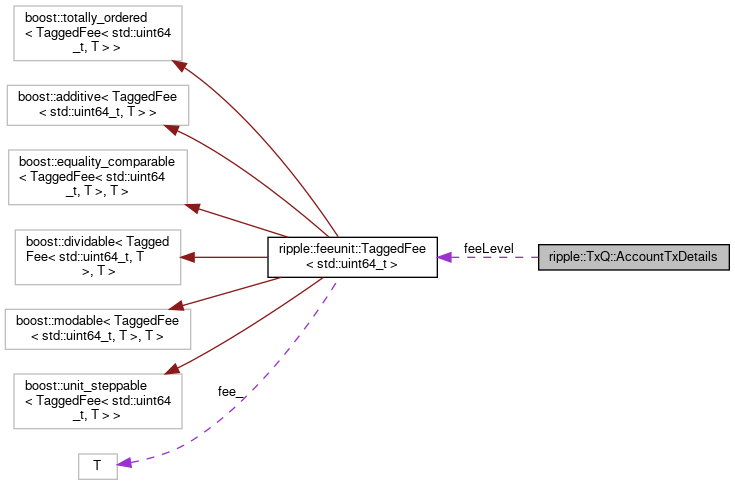 boost::totally_ordered
< TaggedFee< std::uint64
_t, T > >
boost::additive< TaggedFee
< std::uint64_t, T > >
boost::equality_comparable
< TaggedFee< std::uint64
_t, T >, T >
boost::dividable< Tagged
Fee< std::uint64_t, T
>, T >
boost::modable< TaggedFee
< std::uint64_t, T >, T >
boost::unit_steppable
< TaggedFee< std::uint64
_t, T > >
T
fee_
ripple::feeunit::TaggedFee
< std::uint64_t >
feeLevel
ripple::TxQ::AccountTxDetails